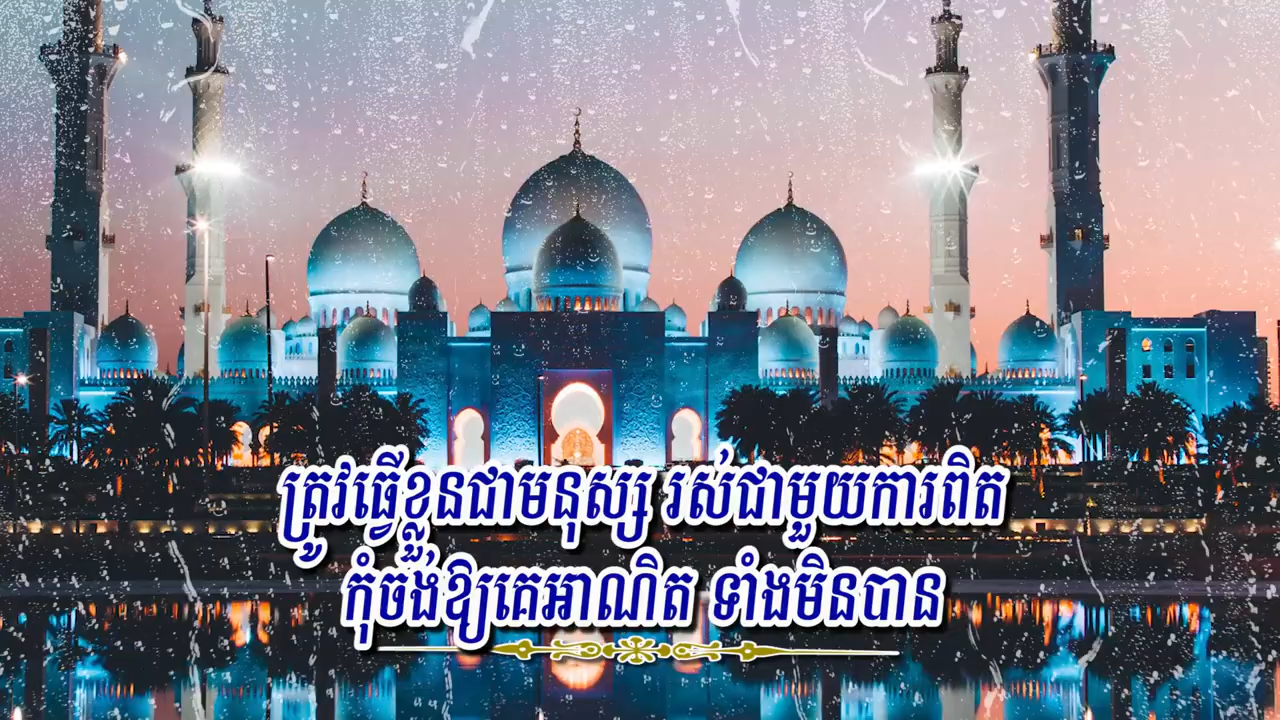 ត្រូវធ្វើខ្លួនជាមនុស្ស រស់ជាមួយការពិត
កុំចង់ឱ្យគេអាណិត ទាំងមិនបាន